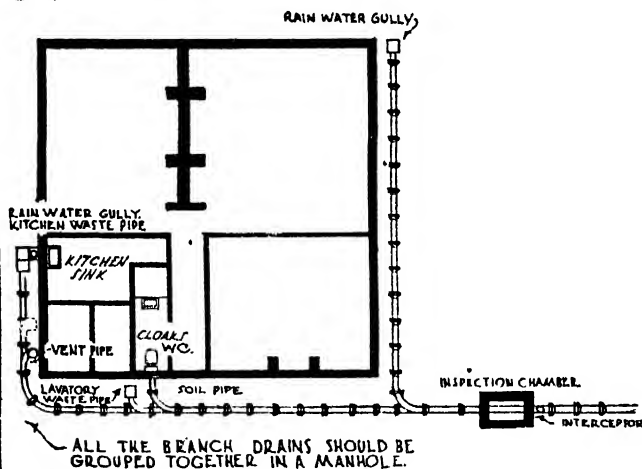 RAIN WATER GULLY
RAIN WATER GULLY.
KITCHEN WASTE PIPE
KITCHEN
SINK
CLOAKS
W.C.
VENT PIPE
LAVATORY
WASTE PIPE
SOIL PIPE
INSPECTION CHAMBER
INTERCEPTOR
ALL THE BRANCH DRAINS SHOULD BE
GROUPED TOGETHER IN A MANHOLE.